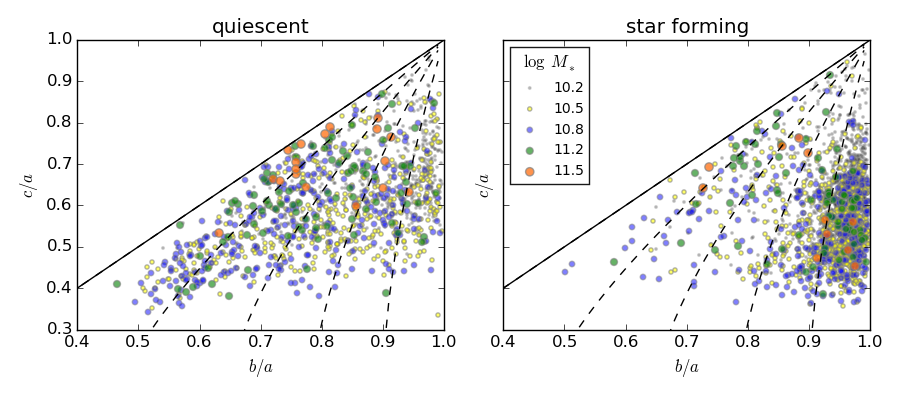 quiescent
1.0
0.9
0.8
0.7
0.6
0.5
0.4
0.3
c/a
0.4 0.5 0.6 0.7 0.8 0.9 1.0
b/a
star forming
log M*
10.2
10.5
10.8
11.2
11.5
c/a
0.4 0.5 0.6 0.7 0.8 0.9 1.0
b/a